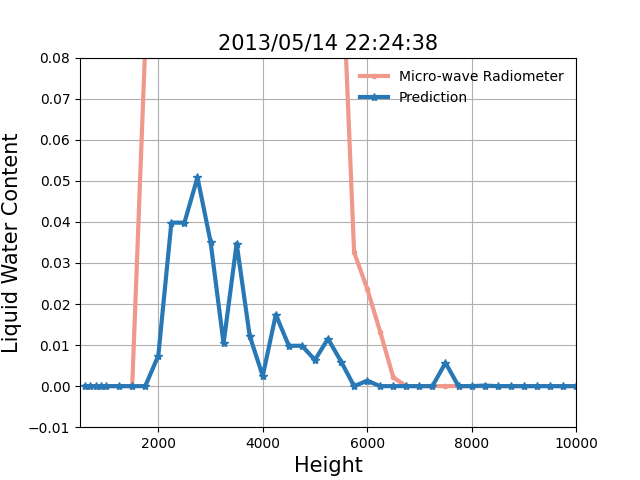 2013/05/14 22:24:38
Micro-wave Radiometer
Prediction
Liquid Water Content
0.08
0.07
0.06
0.05
0.04
0.03
0.02
0.01
0.00
−0.01
2000 4000 6000 8000 10000
Height